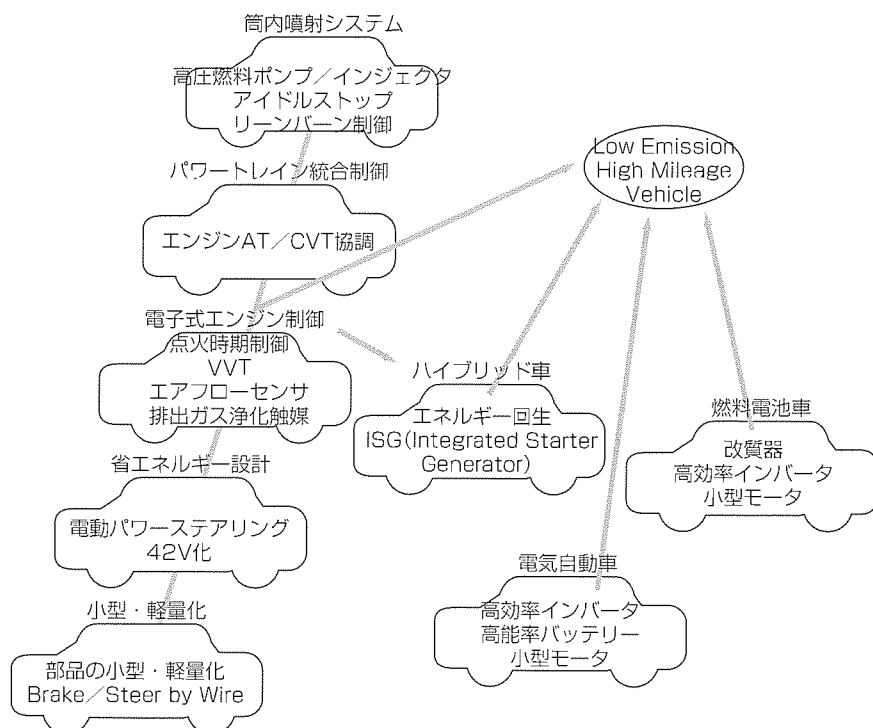 筒内噴射システム
高圧燃料ポンプ／インジェクタ
アイドルストップ
リーンバーン制御
パワートレイン統合制御
エンジンAT／CVT協調
電子式エンジン制御
点火時期制御
VVT
エアフローセンサ
排出ガス浄化触媒
省エネルギー設計
電動パワーステアリング
42V化
小型・軽量化
部品の小型・軽量化
Brake／Steer by Wire
Low Emission
High Mileage
Vehicle
ハイブリッド車
エネルギー回生
ISG(Integrated Starter
Generator)
電気自動車
高効率インバータ
高能率バッテリー
小型モータ
燃料電池車
改質器
高効率インバータ
小型モータ